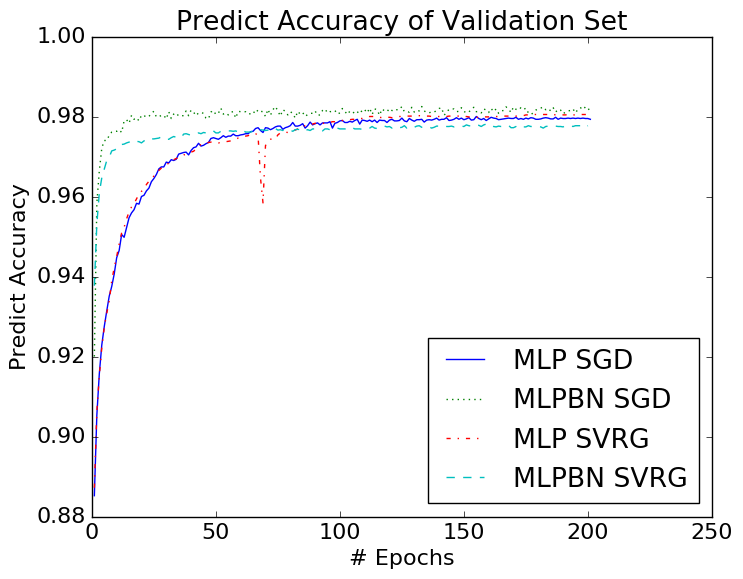 Predict Accuracy of Validation Set
1.00
0.98
0.96
0.94
0.92
0.90
0.88
Predict Accuracy
MLP SGD
MLPBN SGD
MLP SVRG
MLPBN SVRG
0 50 100 150 200 250
# Epochs